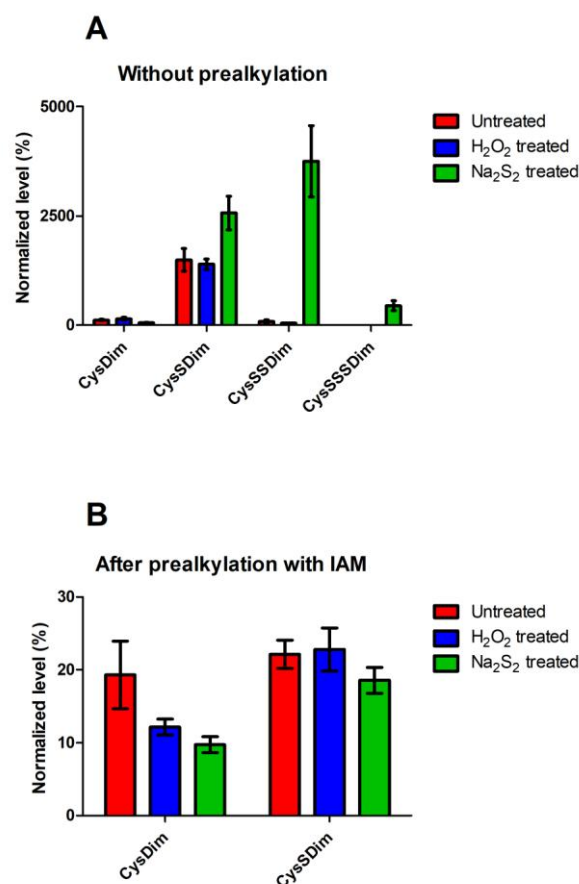 A
Without prealkylation
Normalized level (%)
5000
2500
0
CysDim
CysSDim
CysSSDim
CysSSSDim
Untreated
H₂O₂ treated
Na₂S₂ treated
B
After prealkylation with IAM
Normalized level (%)
30
20
10
0
CysDim
CysSDim
Untreated
H₂O₂ treated
Na₂S₂ treated